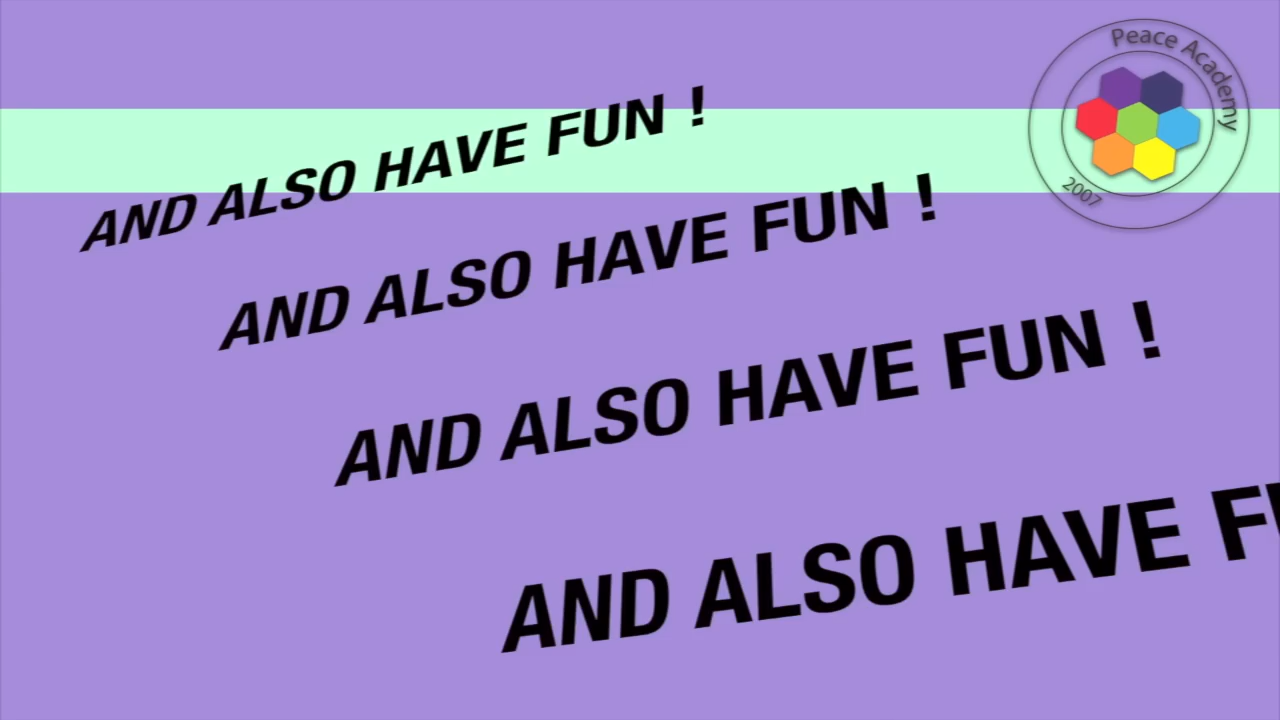 AND ALSO HAVE FUN !
AND ALSO HAVE FUN !
AND ALSO HAVE FUN !
AND ALSO HAVE
Peace Academy
2007